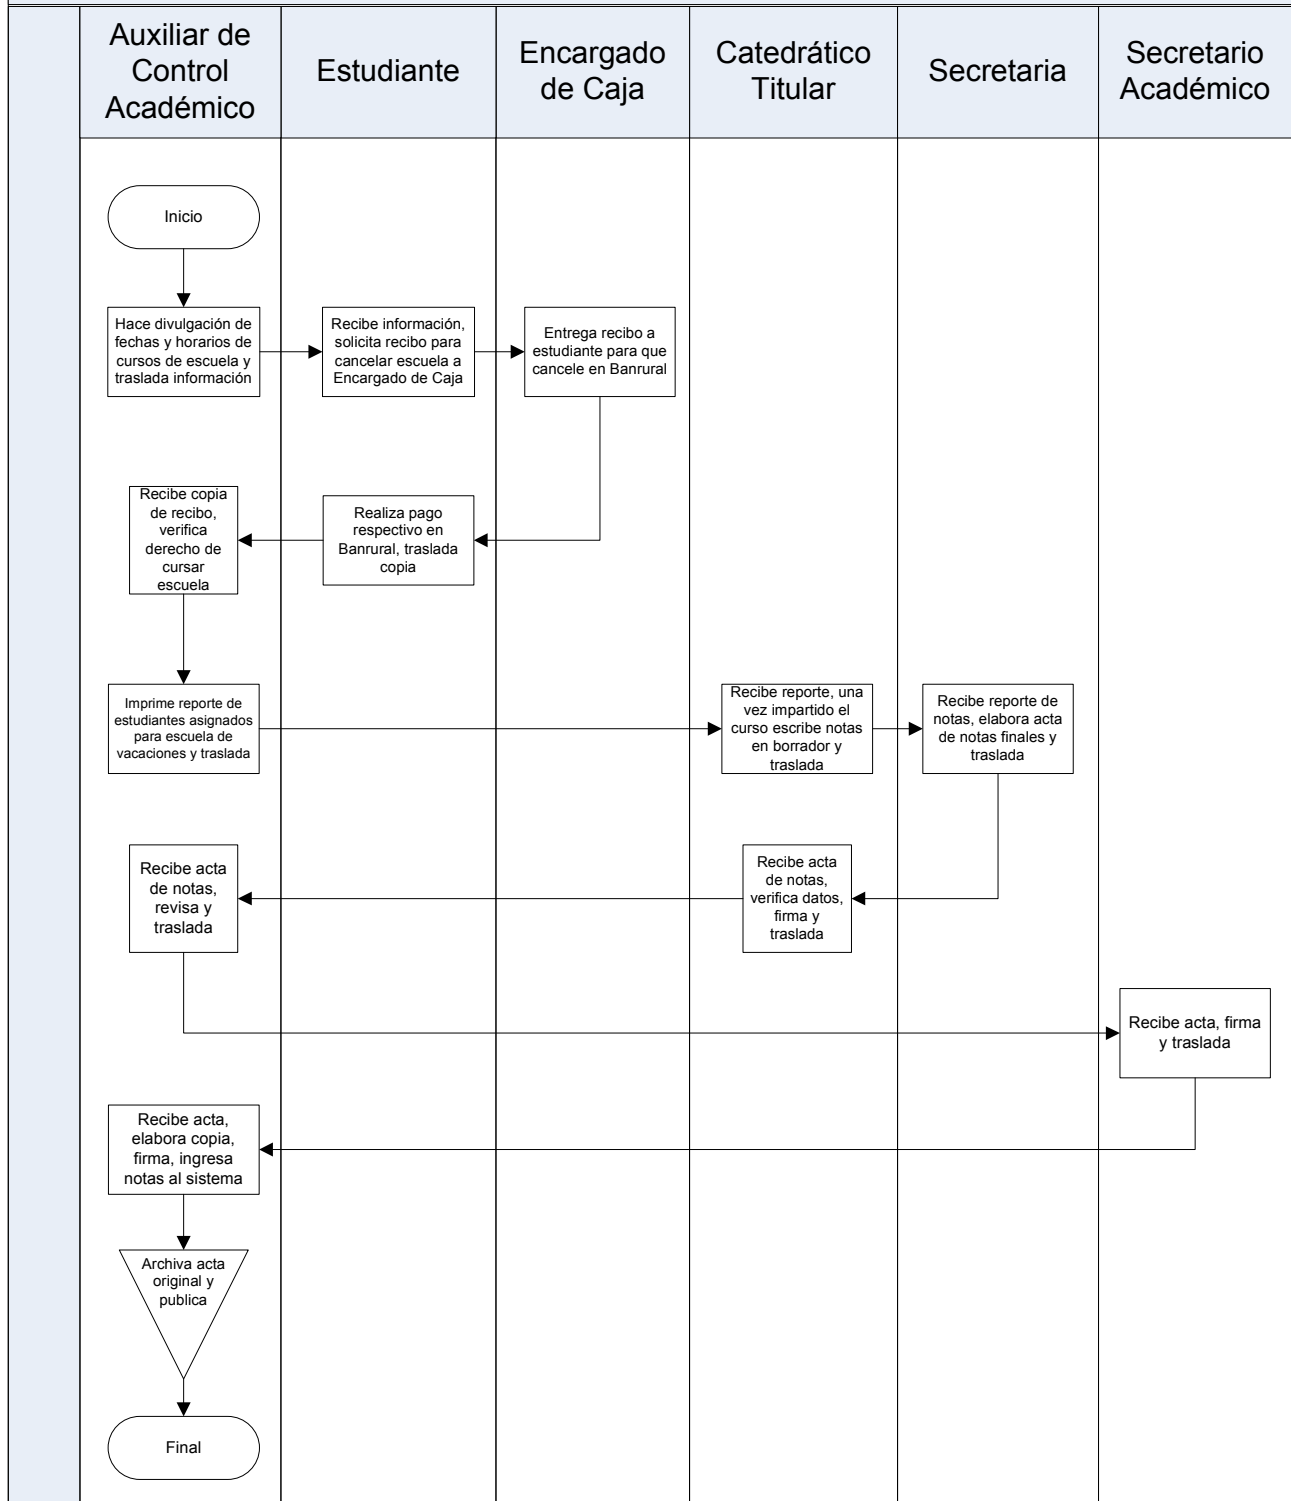 Auxiliar de
Control
Académico
Estudiante
Encargado
de Caja
Catedrático
Titular
Secretaria
Secretario
Académico
Inicio
Hace divulgación de
fechas y horarios de
cursos de escuela y
traslada información
Recibe información,
solicita recibo para
cancelar escuela a
Encargado de Caja
Entrega recibo a
estudiante para que
cancele en Banrural
Recibe copia
de recibo,
verifica
derecho de
cursar
escuela
Realiza pago
respectivo en
Banrural, traslada
copia
Imprime reporte de
estudiantes asignados
para escuela de
vacaciones y traslada
Recibe reporte, una
vez impartido el
curso escribe notas
en borrador y
traslada
Recibe reporte de
notas, elabora acta
de notas finales y
traslada
Recibe acta
de notas,
revisa y
traslada
Recibe acta
de notas,
verifica datos,
firma y
traslada
Recibe acta, firma
y traslada
Recibe acta,
elabora copia,
firma, ingresa
notas al sistema
Archiva acta
original y
publica
Final